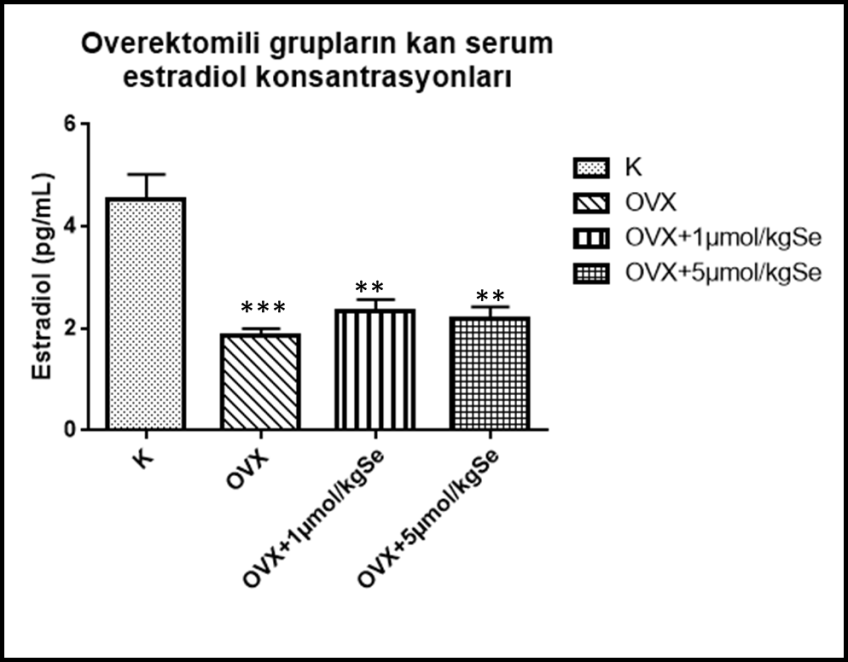 Overektomili grupların kan serum
estradiol konsantrasyonları
Estradiol (pg/mL)
6
4
2
0
***
**
**
K
OVX
OVX+1µmol/kgSe
OVX+5µmol/kgSe
K
OVX
OVX+1µmol/kgSe
OVX+5µmol/kgSe